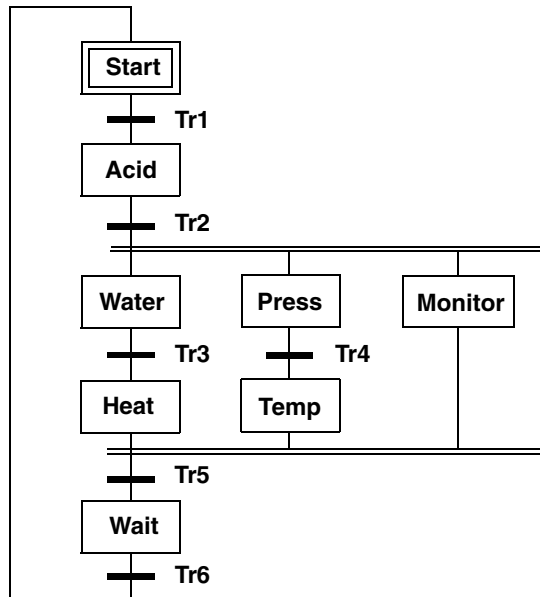 Start
Tr1
Acid
Tr2
Water Press Monitor
Tr3 Tr4
Heat Temp
Tr5
Wait
Tr6